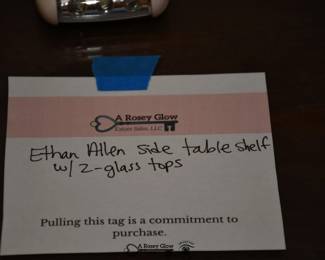 A Rosey Glow
Estate Sales, LLC
Ethan Allen side table shelf
w/ 2-glass tops
Pulling this tag is a commitment to
purchase.
A Rosey Glow